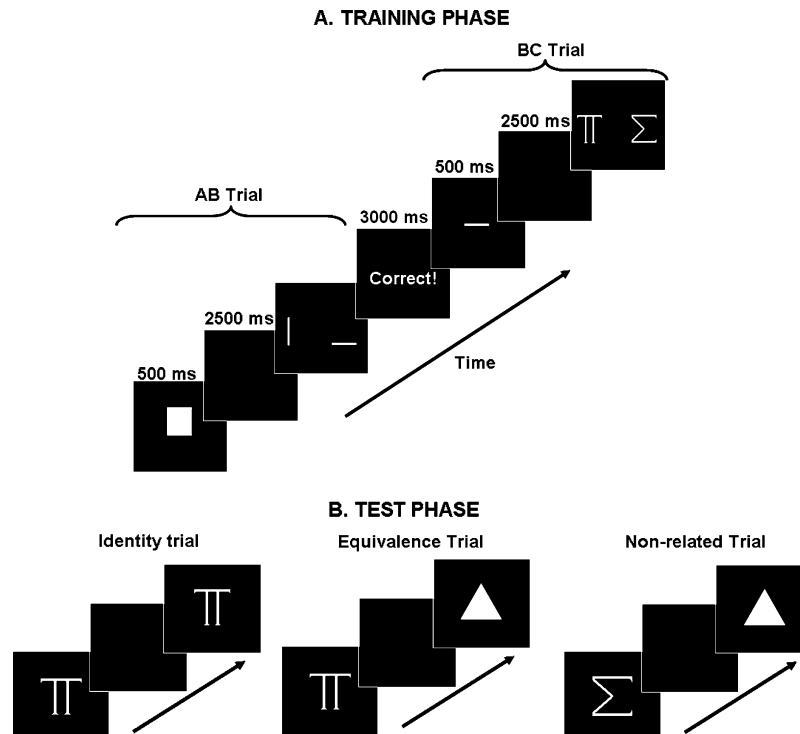 A. TRAINING PHASE
BC Trial
2500 ms
π Σ
500 ms
AB Trial
3000 ms
Correct!
2500 ms
Time
500 ms
B. TEST PHASE
Identity trial Equivalence Trial Non-related Trial
π
π
π
Σ